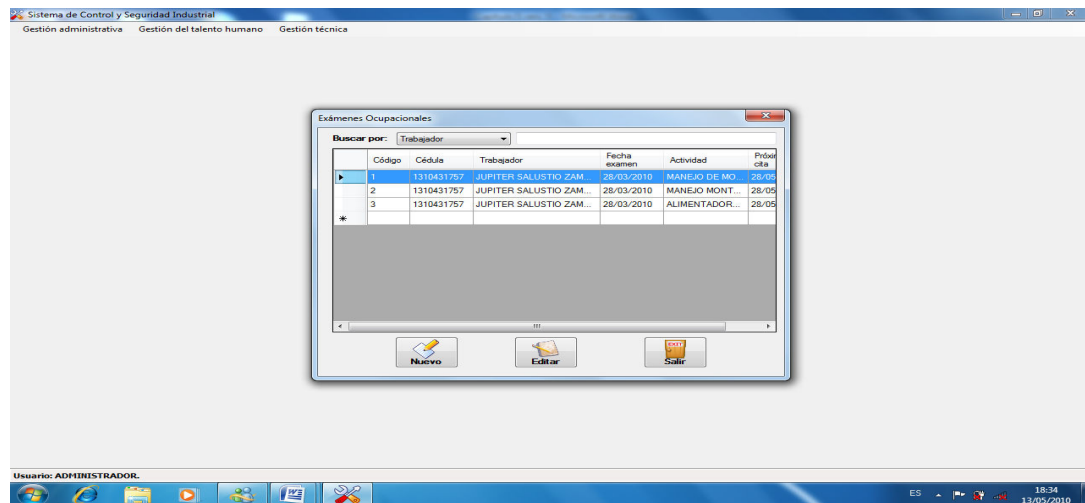 Sistema de Control y Seguridad Industrial
Gestión administrativa Gestión del talento humano Gestión técnica
Exámenes Ocupacionales
Buscar por: Trabajador
Código Cédula Trabajador Fecha examen Actividad Próxi cita
1 1310431757 JUPITER SALUSTIO ZAM... 28/03/2010 MANEJO DE MO... 28/05
2 1310431757 JUPITER SALUSTIO ZAM... 28/03/2010 MANEJO MONT... 28/05
3 1310431757 JUPITER SALUSTIO ZAM... 28/03/2010 ALIMENTADOR... 28/05
Nuevo Editar Salir
Usuario: ADMINISTRADOR.
ES 18:34
13/05/2010